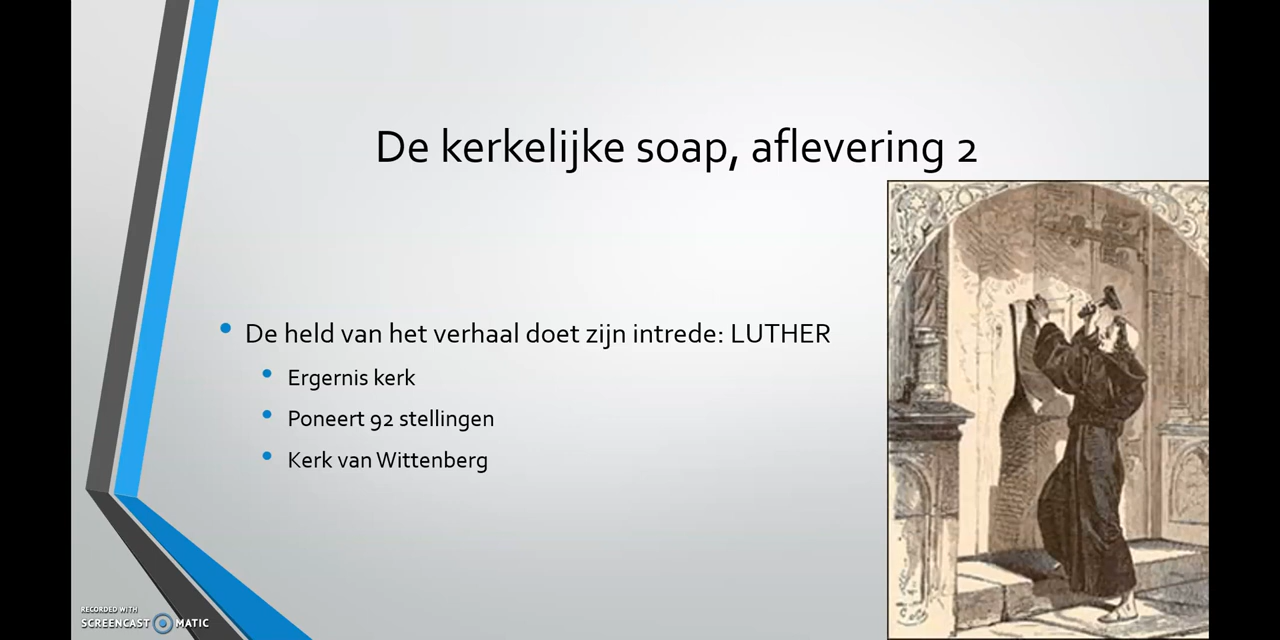 De kerkelijke soap, aflevering 2
De held van het verhaal doet zijn intrede: LUTHER
Ergernis kerk
Poneert 92 stellingen
Kerk van Wittenberg
RECORDED WITH
SCREENCAST MATIC